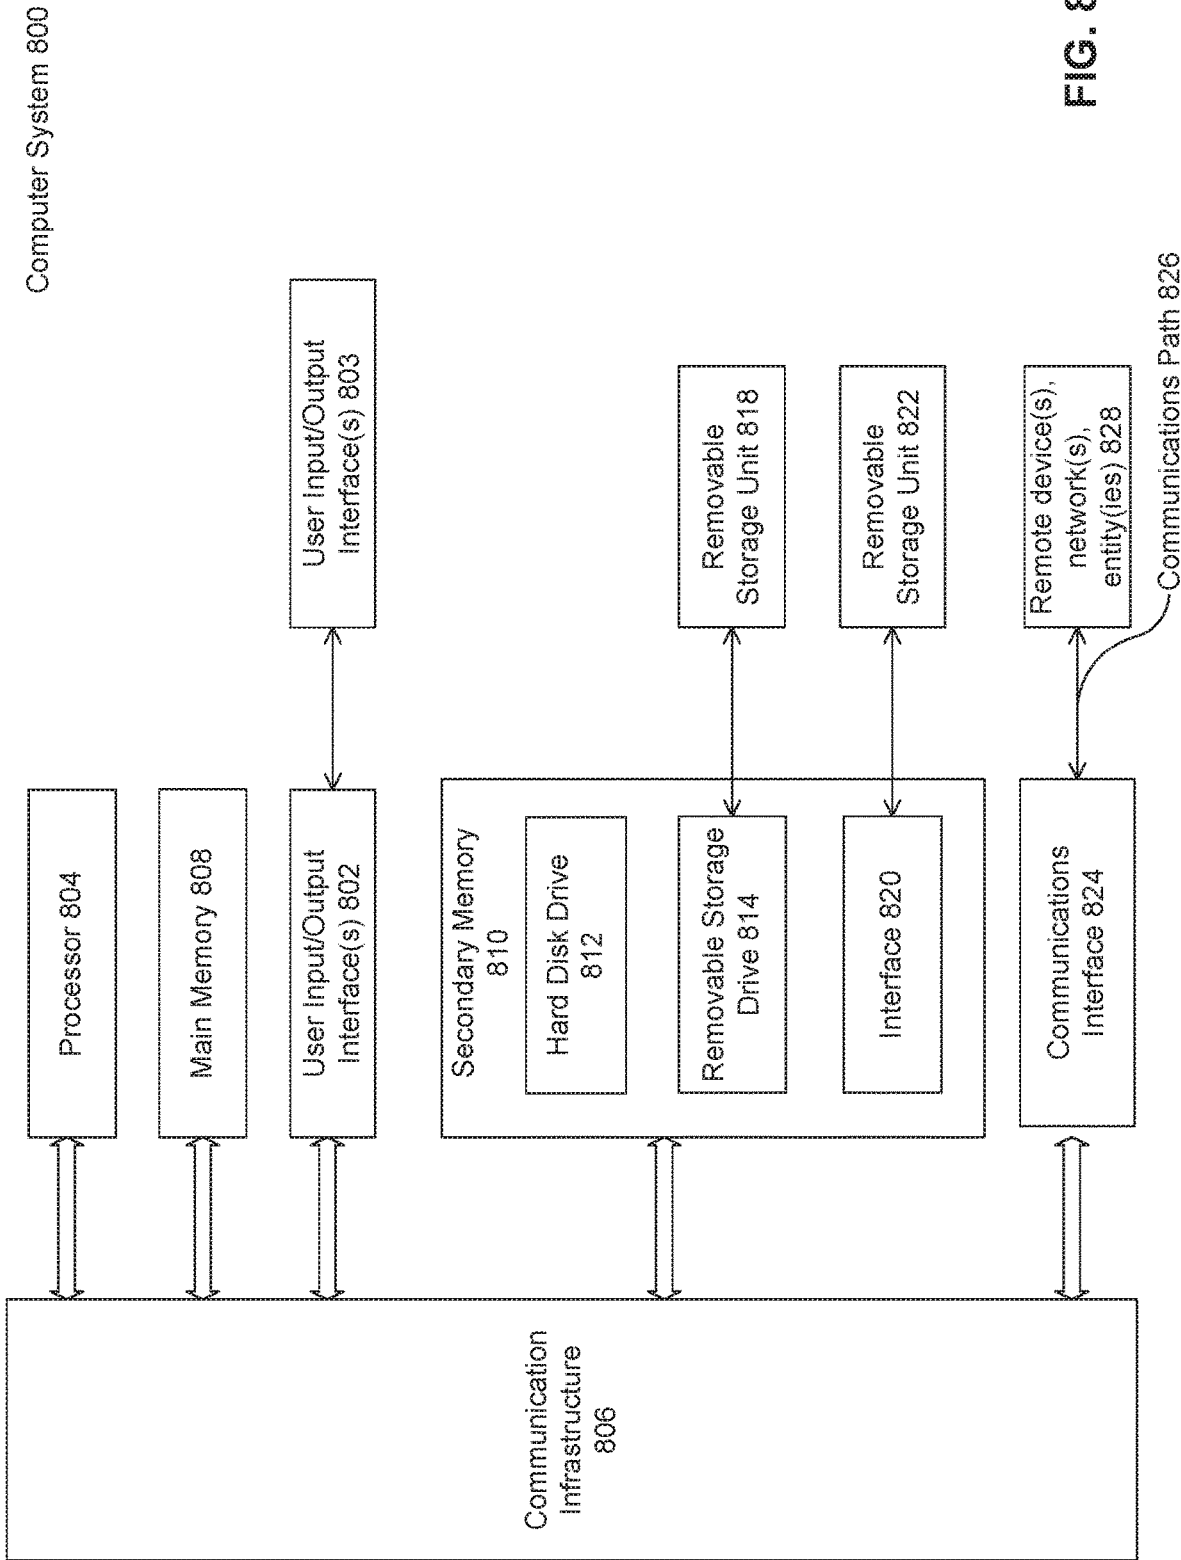 Computer System 800
Processor 804
Main Memory 808
User Input/Output
Interface(s) 802
User Input/Output
Interface(s) 803
Communication
Infrastructure
806
Secondary Memory
810
Hard Disk Drive
812
Removable Storage
Drive 814
Removable
Storage Unit 818
Interface 820
Removable
Storage Unit 822
Communications
Interface 824
Remote device(s),
network(s),
entity(ies) 828
Communications Path 826
FIG. 8